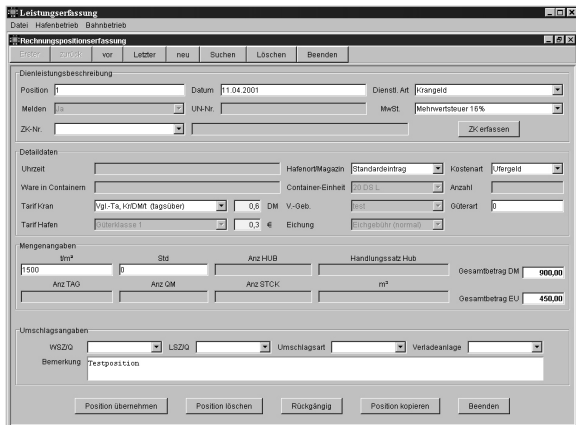 Leistungserfassung
Datei Hafenbetrieb Bahnbetrieb
Rechnungspositionserfassung
Erster zurück vor Letzter neu Suchen Löschen Beenden
Dienleistungsbeschreibung
Position 1 Datum 11.04.2001 Dienstl. Art Krangeld
Melden Ja UN-Nr. MwSt. Mehrwertsteuer 16%
ZK-Nr. ZK erfassen
Detaildaten
Uhrzeit Hafenort/Magazin Standardeintrag Kostenart Ufergeld
Ware in Containern Container-Einheit 20 DS L Anzahl
Tarif Kran Vgl.-Ta, Kr/DM/t (tagsüber) 0,6 DM V.-Geb. fest Güterart 0
Tarif Hafen Güterklasse 1 0,3 € Eichung Eichgebühr (normal)
Mengenangaben
t/m³ Std Anz HUB Handlungssatz Hub
1500 0 Gesamtbetrag DM 900,00
Anz TAG Anz QM Anz STCK m³
Gesamtbetrag EU 450,00
Umschlagsangaben
WSZ/Q LSZ/Q Umschlagsart Verladeanlage
Bemerkung Testposition
Position übernehmen Position löschen Rückgängig Position kopieren Beenden